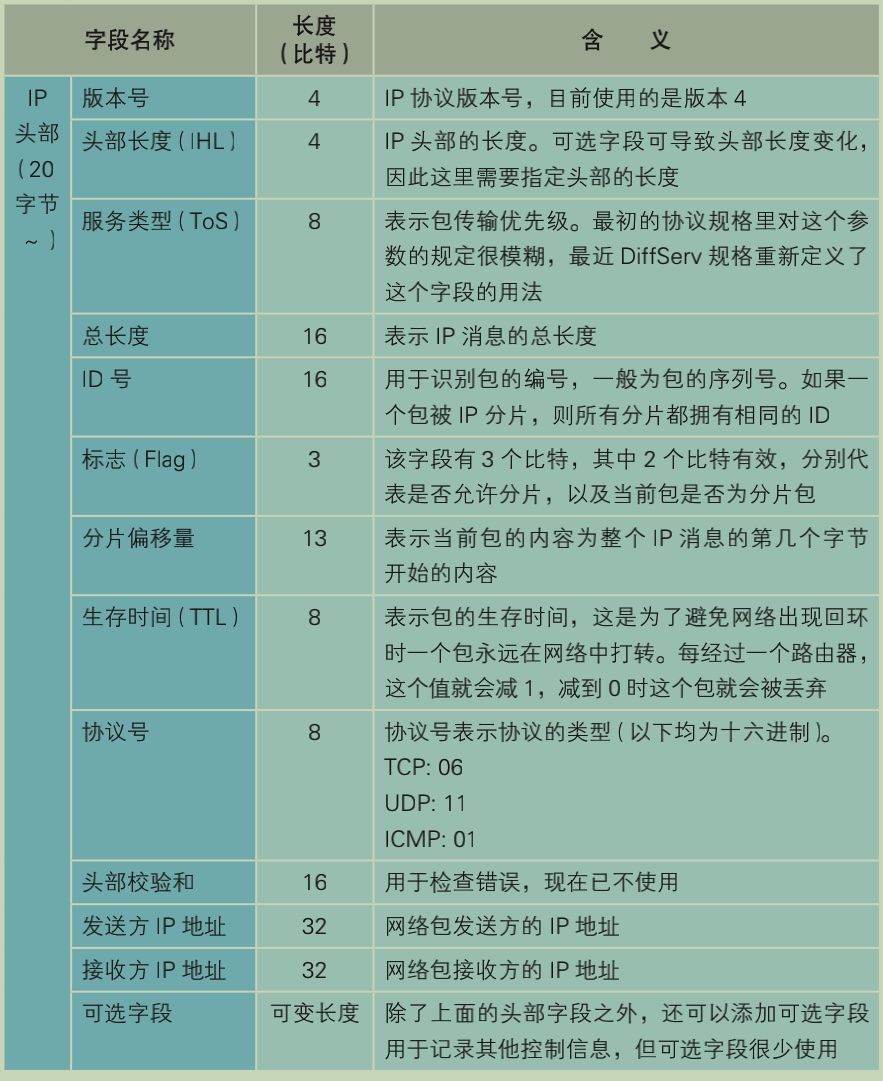 字段名称
长度
(比特)
含 义
IP
头部
(20
字节
~ )
版本号
4
IP 协议版本号，目前使用的是版本 4
头部长度(IHL)
4
IP 头部的长度。可选字段可导致头部长度变化，
因此这里需要指定头部的长度
服务类型(ToS)
8
表示包传输优先级。最初的协议规格里对这个参
数的规定很模糊，最近 DiffServ 规格重新定义了
这个字段的用法
总长度
16
表示 IP 消息的总长度
ID 号
16
用于识别包的编号，一般为包的序列号。如果一
个包被 IP 分片，则所有分片都拥有相同的 ID
标志(Flag)
3
该字段有 3 个比特，其中 2 个比特有效，分别代
表是否允许分片，以及当前包是否为分片包
分片偏移量
13
表示当前包的内容为整个 IP 消息的第几个字节
开始的内容
生存时间(TTL)
8
表示包的生存时间，这是为了避免网络出现回环
时一个包永远在网络中打转。每经过一个路由器，
这个值就会减 1，减到 0 时这个包就会被丢弃
协议号
8
协议号表示协议的类型(以下均为十六进制)。
TCP: 06
UDP: 11
ICMP: 01
头部校验和
16
用于检查错误，现在已不使用
发送方 IP 地址
32
网络包发送方的 IP 地址
接收方 IP 地址
32
网络包接收方的 IP 地址
可选字段
可变长度
除了上面的头部字段之外，还可以添加可选字段
用于记录其他控制信息，但可选字段很少使用